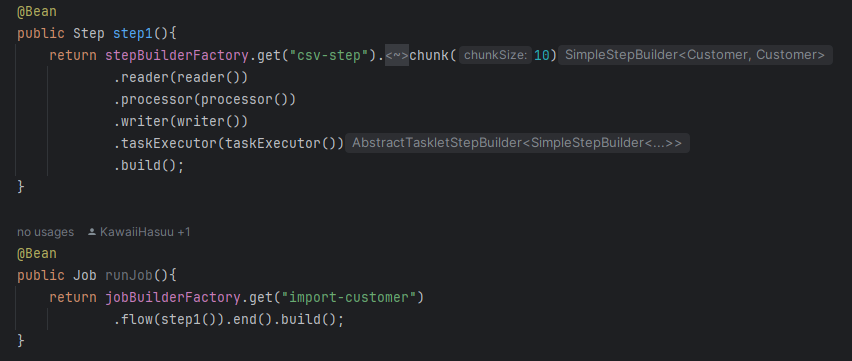 @Bean
public Step step1(){
    return stepBuilderFactory.get("csv-step").<~>chunk( chunkSize: 10) SimpleStepBuilder<Customer, Customer>
            .reader(reader())
            .processor(processor())
            .writer(writer())
            .taskExecutor(taskExecutor()) AbstractTaskletStepBuilder<SimpleStepBuilder<...>>
            .build();
}
no usages KawaiiHasuu +1
@Bean
public Job runJob(){
    return jobBuilderFactory.get("import-customer")
            .flow(step1()).end().build();
}